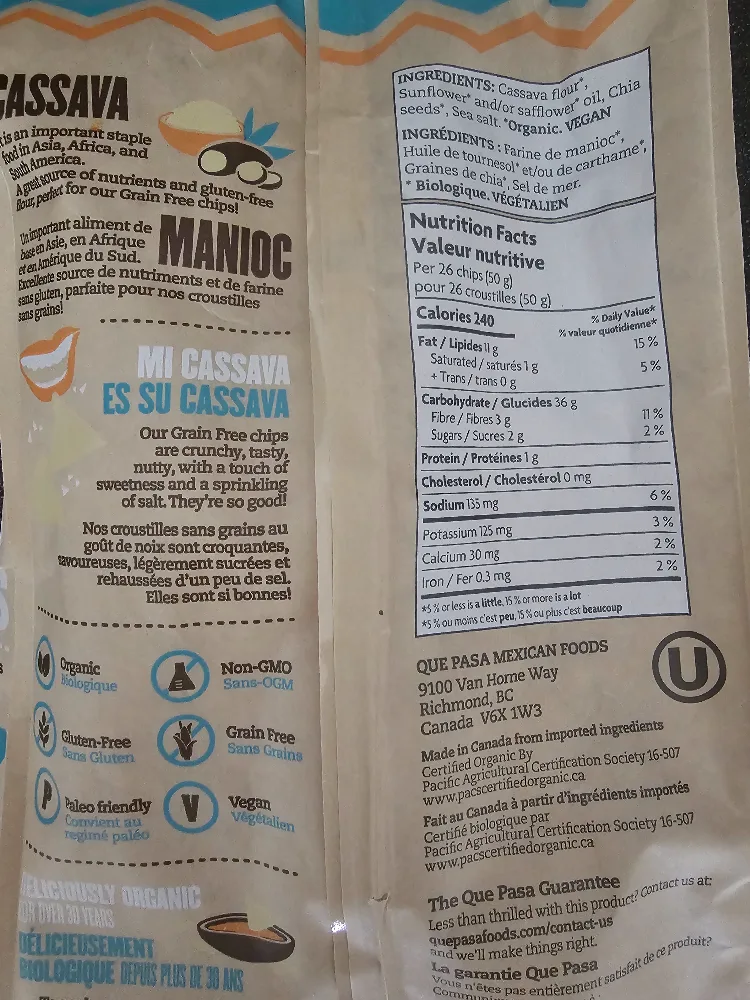 CASSAVA
is an important staple
food in Asia, Africa, and
South America.
A great source of nutrients and gluten-free
flour, perfect for our Grain Free chips!
Un important aliment de
base en Asie, en Afrique
et en Amérique du Sud.
MANIOC
Excellente source de nutriments et de farine
sans gluten, parfaite pour nos croustilles
sans grains!
MI CASSAVA
ES SU CASSAVA
Our Grain Free chips
are crunchy, tasty,
nutty, with a touch of
sweetness and a sprinkling
of salt. They're so good!
Nos croustilles sans grains au
goût de noix sont croquantes,
savoureuses, légèrement sucrées et
rehaussées d'un peu de sel.
Elles sont si bonnes!
Organic
Biologique
Non-GMO
Sans-OGM
Gluten-Free
Sans Gluten
Grain Free
Sans Grains
P
Paleo friendly
Convient au
regimé paléo
V
Vegan
Végétalien
DELICIOUSLY ORGANIC
FOR OVER 30 YEARS
DÉLICIEUSEMENT
BIOLOGIQUE DEPUIS PLUS DE 30 ANS
INGREDIENTS: Cassava flour*,
Sunflower* and/or safflower* oil, Chia
seeds*, Sea salt. *Organic. VEGAN
INGRÉDIENTS : Farine de manioc*,
Huile de tournesol* et/ou de carthame*,
Graines de chia*, Sel de mer.
* Biologique. VÉGÉTALIEN
Nutrition Facts
Valeur nutritive
Per 26 chips (50 g)
pour 26 croustilles (50 g)
Calories 240
% Daily Value*
% valeur quotidienne*
Fat / Lipides 11 g 15 %
Saturated / saturés 1 g 5 %
+ Trans / trans 0 g
Carbohydrate / Glucides 36 g
Fibre / Fibres 3 g 11 %
Sugars / Sucres 2 g 2 %
Protein / Protéines 1 g
Cholesterol / Cholestérol 0 mg
Sodium 135 mg 6 %
Potassium 125 mg 3 %
Calcium 30 mg 2 %
Iron / Fer 0.3 mg 2 %
*5 % or less is a little, 15 % or more is a lot
*5 % ou moins c'est peu, 15 % ou plus c'est beaucoup
QUE PASA MEXICAN FOODS
9100 Van Horne Way
Richmond, BC
Canada V6X 1W3
U
Made in Canada from imported ingredients
Certified Organic By
Pacific Agricultural Certification Society 16-507
www.pacscertifiedorganic.ca
Fait au Canada à partir d'ingrédients importés
Certifié biologique par
Pacific Agricultural Certification Society 16-507
www.pacscertifiedorganic.ca
The Que Pasa Guarantee
Less than thrilled with this product? Contact us at:
quepasafoods.com/contact-us
and we'll make things right.
La garantie Que Pasa
Vous n'êtes pas entièrement satisfait de ce produit?